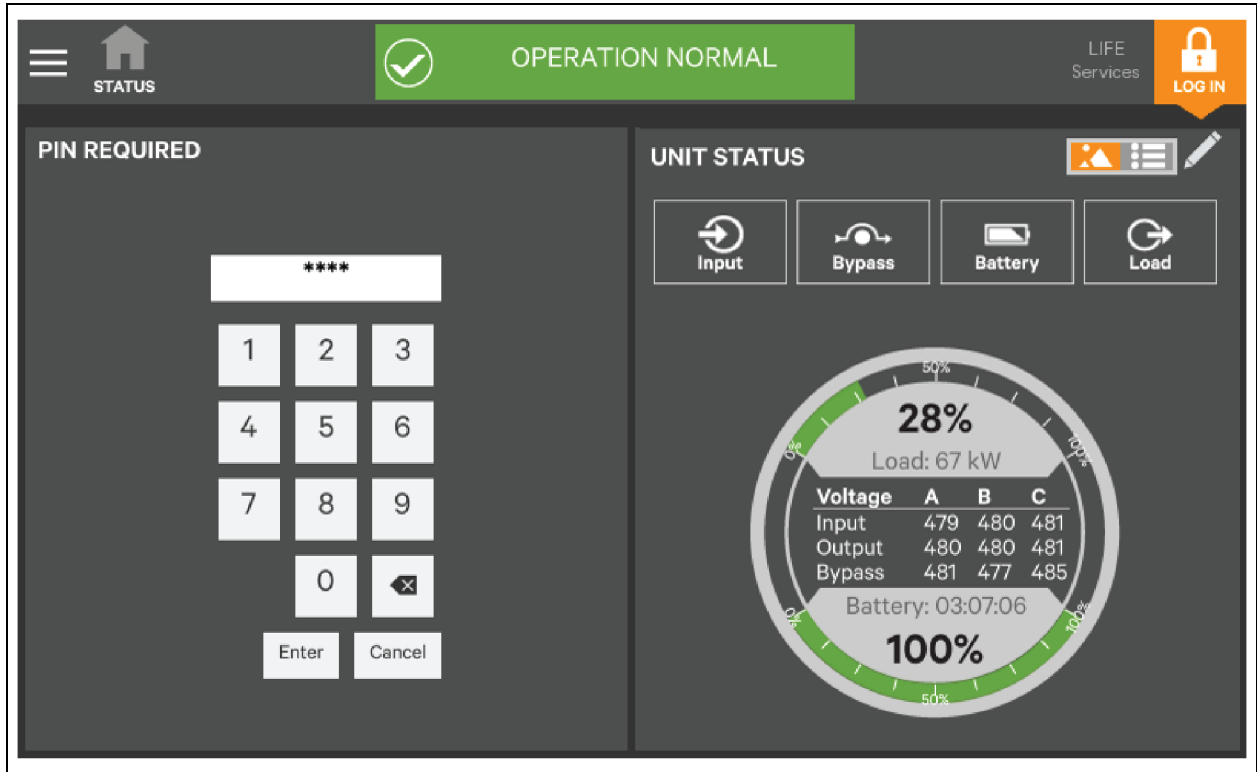 STATUS
OPERATION NORMAL
LIFE
Services
LOG IN
PIN REQUIRED
****
1 2 3
4 5 6
7 8 9
0
Enter Cancel
UNIT STATUS
Input Bypass Battery Load
0% 50% 100%
28%
Load: 67 kW
Voltage A B C
Input 479 480 481
Output 480 480 481
Bypass 481 477 485
Battery: 03:07:06
100%
0% 50% 100%